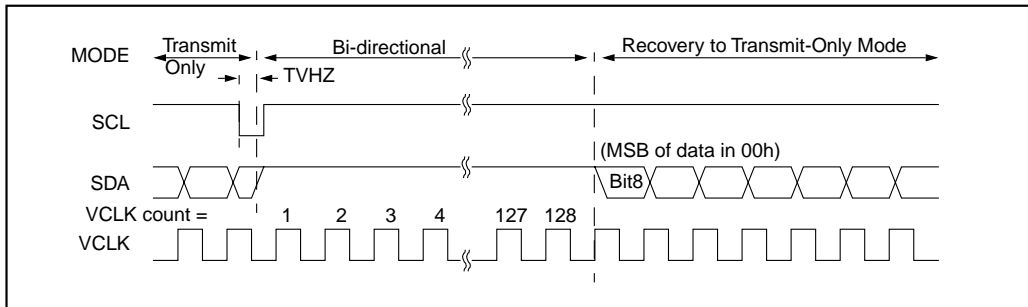 MODE Transmit Only Bi-directional Recovery to Transmit-Only Mode
TVHZ
SCL
(MSB of data in 00h)
SDA Bit8
VCLK count = 1 2 3 4 127 128
VCLK